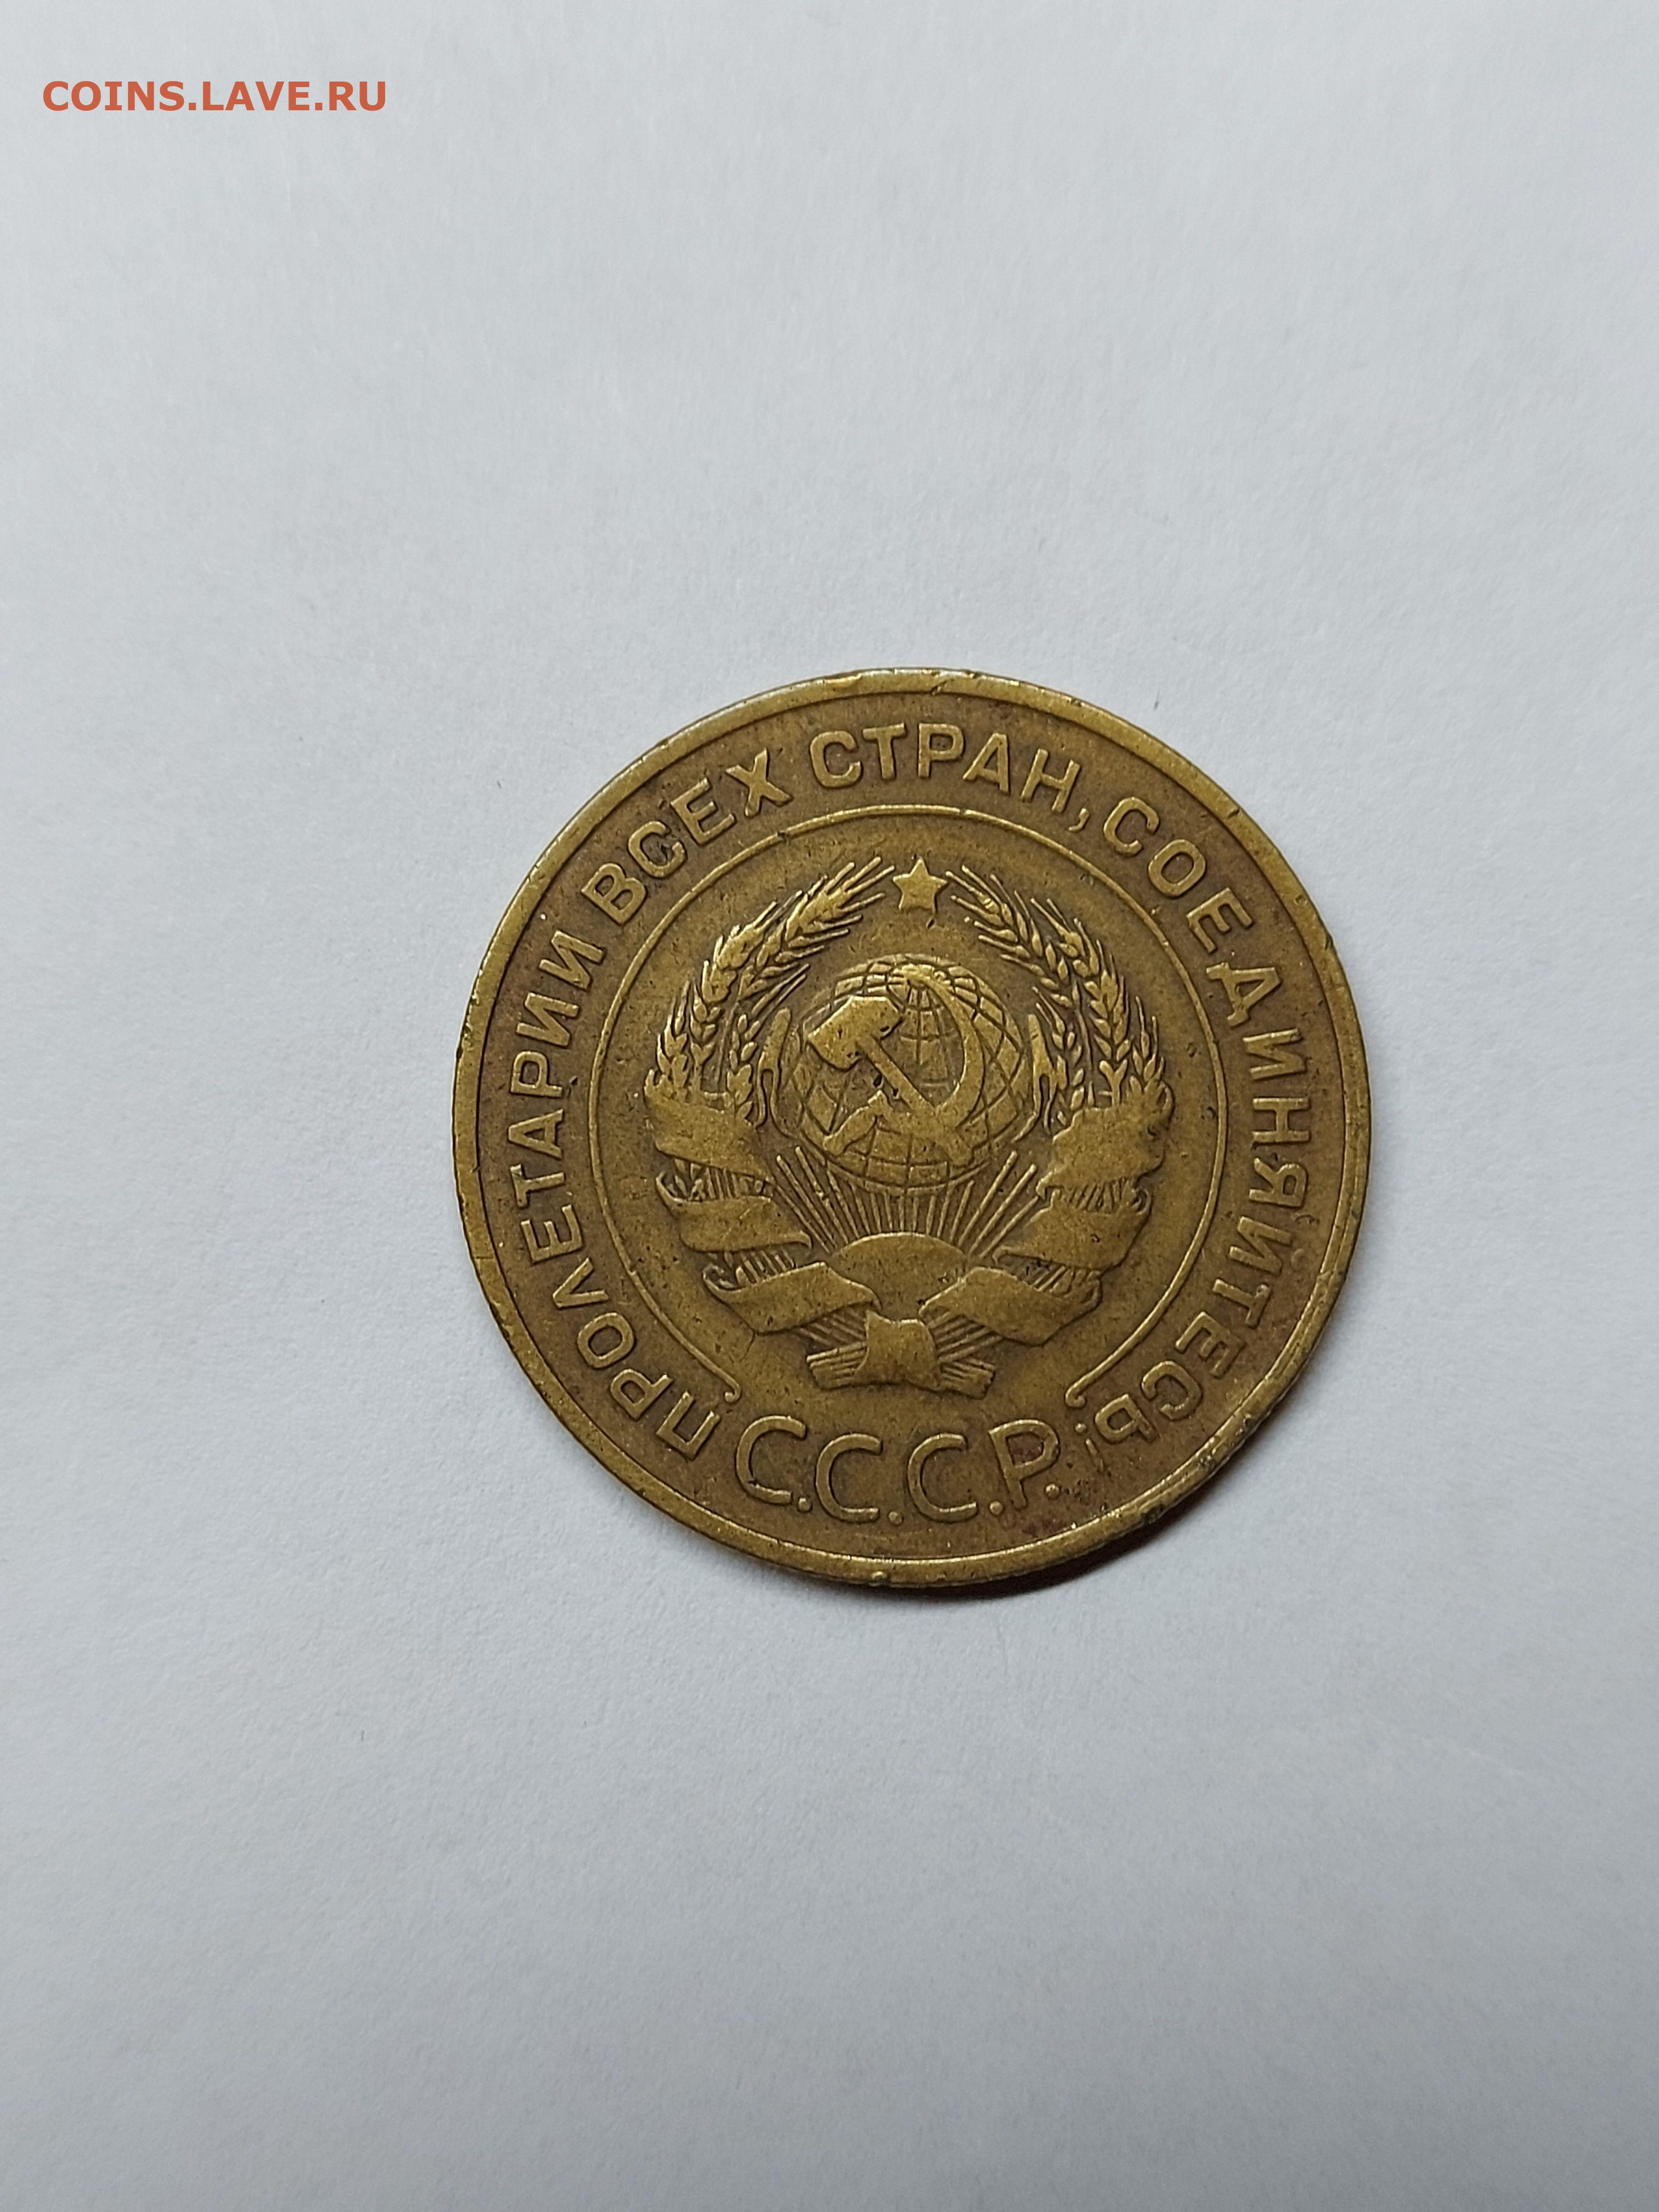 COINS.LAVE.RU
ПРОЛЕТАРИИ ВСЕХ СТРАН, СОЕДИНЯЙТЕСЬ!
С.С.С.Р.